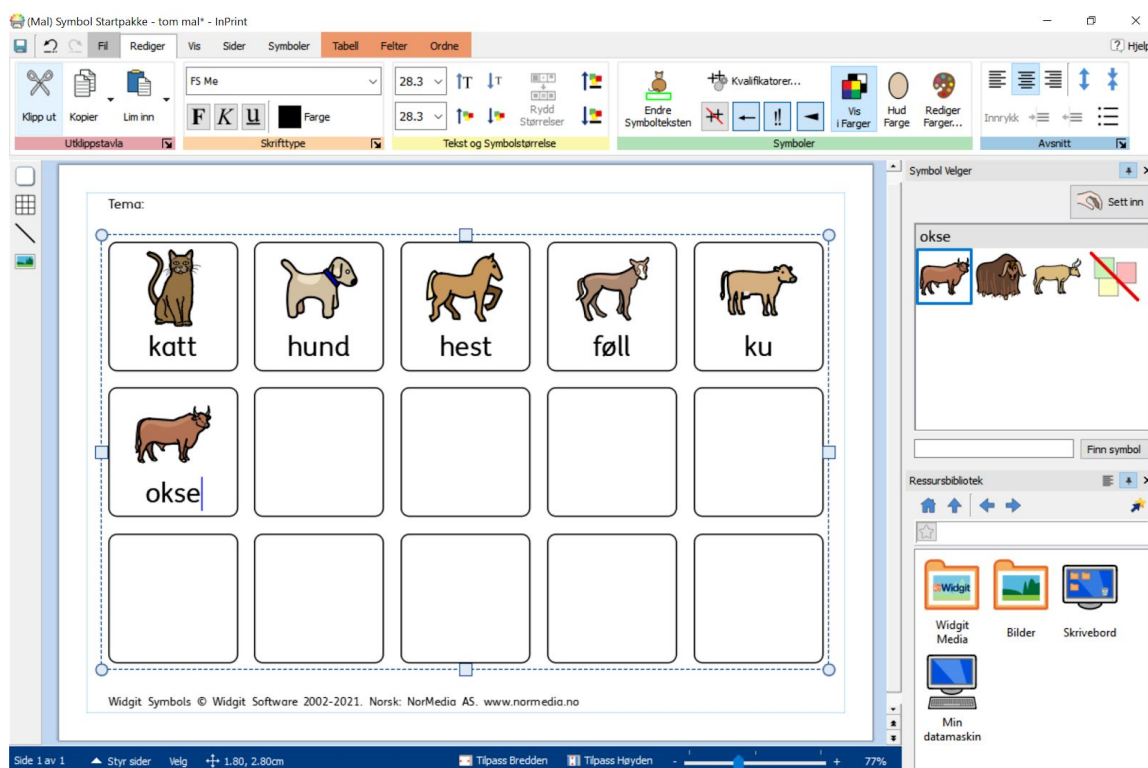 (Mal) Symbol Startpakke - tom mal* - InPrint
Fil Rediger Vis Sider Symboler Tabell Felter Ordne
? Hjelp
Klipp ut Kopier Lim inn
Utklippstavla
FS Me
F K u Farge
Skrifttype
28.3 T T
28.3 Rydd Størrelser
Tekst og Symbolstørrelse
Endre Symbolteksten
Kvalifikatorer...
!!
Vis i Farger
Hud Farge
Rediger Farger...
Symboler
Innrykk
Avsnitt
Tema:
katt hund hest føll ku
okse
Widgit Symbols © Widgit Software 2002-2021. Norsk: NorMedia AS. www.normedia.no
Symbol Velger
Sett inn
okse
Finn symbol
Ressursbibliotek
Widgit
Widgit Media
Bilder
Skrivebord
Min datamaskin
Side 1 av 1 Styr sider Velg 1.80, 2.80cm Tilpass Bredden Tilpass Høyden - + 77%